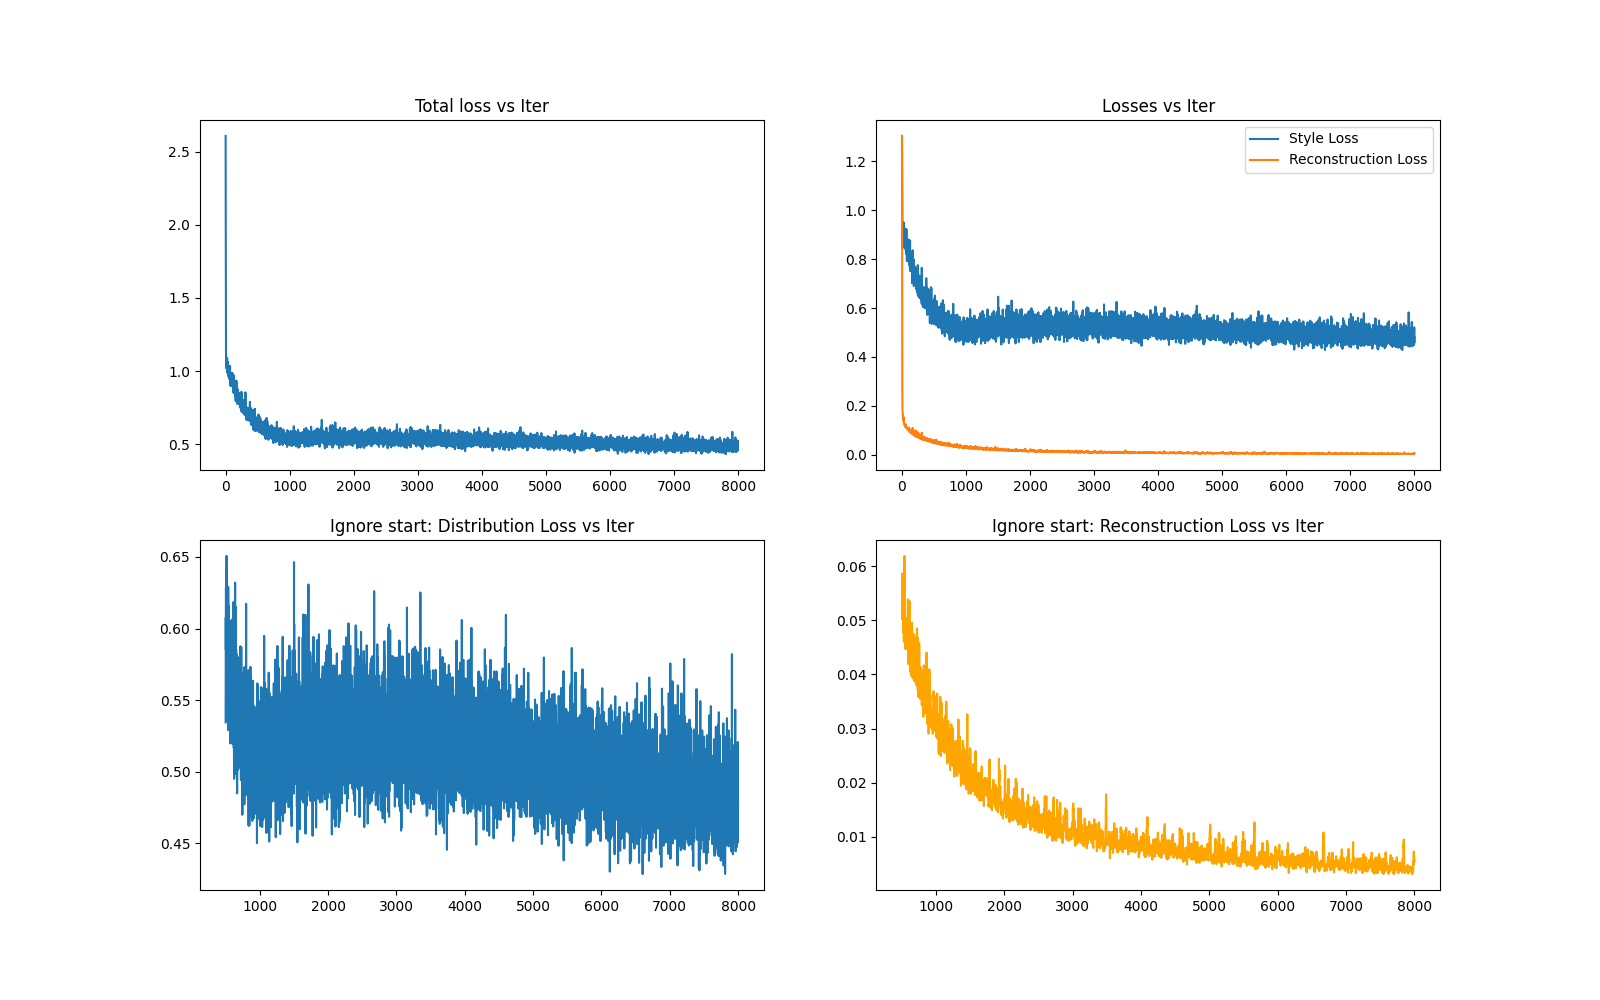 Total loss vs Iter
2.5
2.0
1.5
1.0
0.5
0 1000 2000 3000 4000 5000 6000 7000 8000
Losses vs Iter
Style Loss
Reconstruction Loss
1.2
1.0
0.8
0.6
0.4
0.2
0.0
0 1000 2000 3000 4000 5000 6000 7000 8000
Ignore start: Distribution Loss vs Iter
0.65
0.60
0.55
0.50
0.45
1000 2000 3000 4000 5000 6000 7000 8000
Ignore start: Reconstruction Loss vs Iter
0.06
0.05
0.04
0.03
0.02
0.01
1000 2000 3000 4000 5000 6000 7000 8000